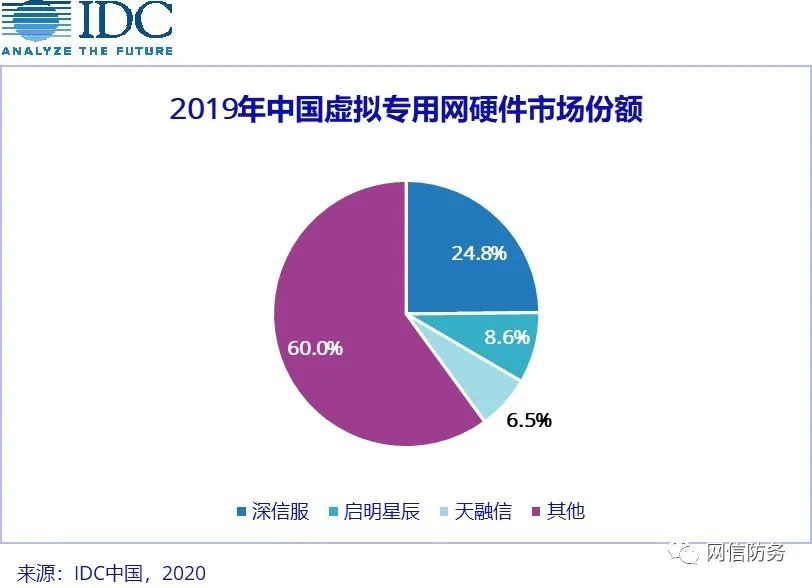 IDC
ANALYZE THE FUTURE
2019年中国虚拟专用网硬件市场份额
24.8%
8.6%
60.0%
6.5%
深信服 启明星辰 天融信 其他
网信防务
来源：IDC中国，2020